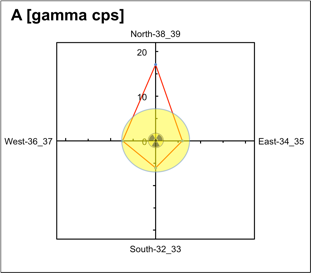 A [gamma cps]
North-38_39
20
10
West-36_37
0
East-34_35
South-32_33